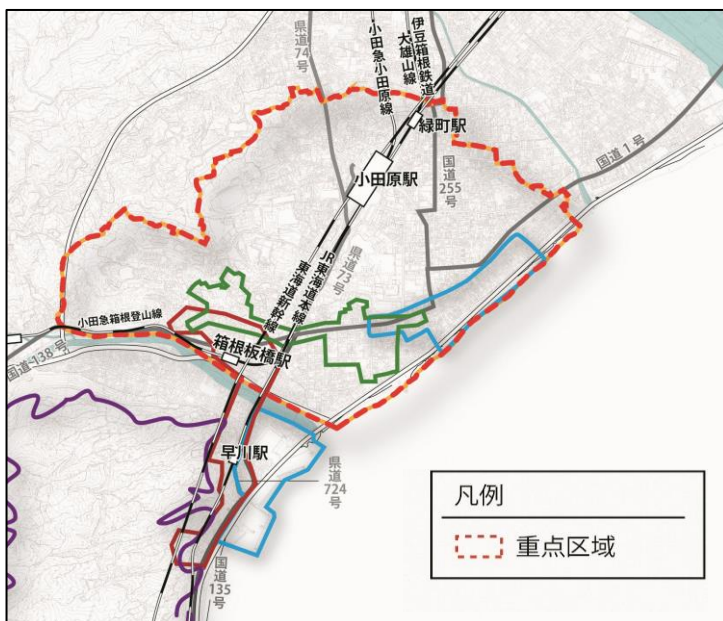 県道
74
号
小田急小田原線
大雄山線
伊豆箱根鉄道
緑町駅
小田原駅
国道
255
号
国道1号
県道
73
号
JR東海道本線
東海道新幹線
小田急箱根登山線
箱根板橋駅
国道138号
早川駅
県道
724
号
国道
135
号
凡例
重点区域